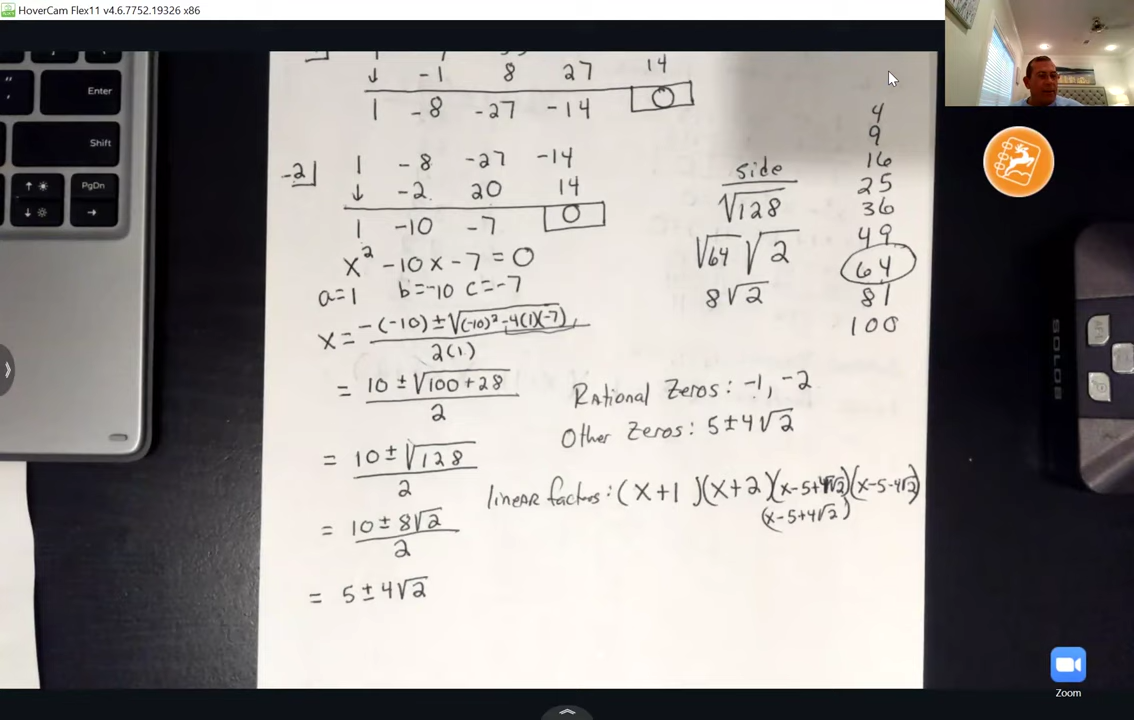 HoverCam Flex11 v4.6.7752.19326 x86
Enter
Shift
PgDn
↓ -1 8 27 14
1 -8 -27 -14 0
-2| 1 -8 -27 -14
↓ -2 20 14
1 -10 -7 0
x² -10x -7 = 0
a=1 b=-10 c=-7
x = (-(-10) ± √((-10)² -4(1)(-7))) / 2(1)
= (10 ± √(100+28)) / 2
= (10 ± √128) / 2
= (10 ± 8√2) / 2
= 5 ± 4√2
side
√128
√64 √2
8√2
4
9
16
25
36
49
64
81
100
Rational Zeros: -1, -2
Other Zeros: 5±4√2
linear factors: (x+1)(x+2)(x-5+4√2)(x-5-4√2)
(x-5+4√2)
SOLDE
Zoom